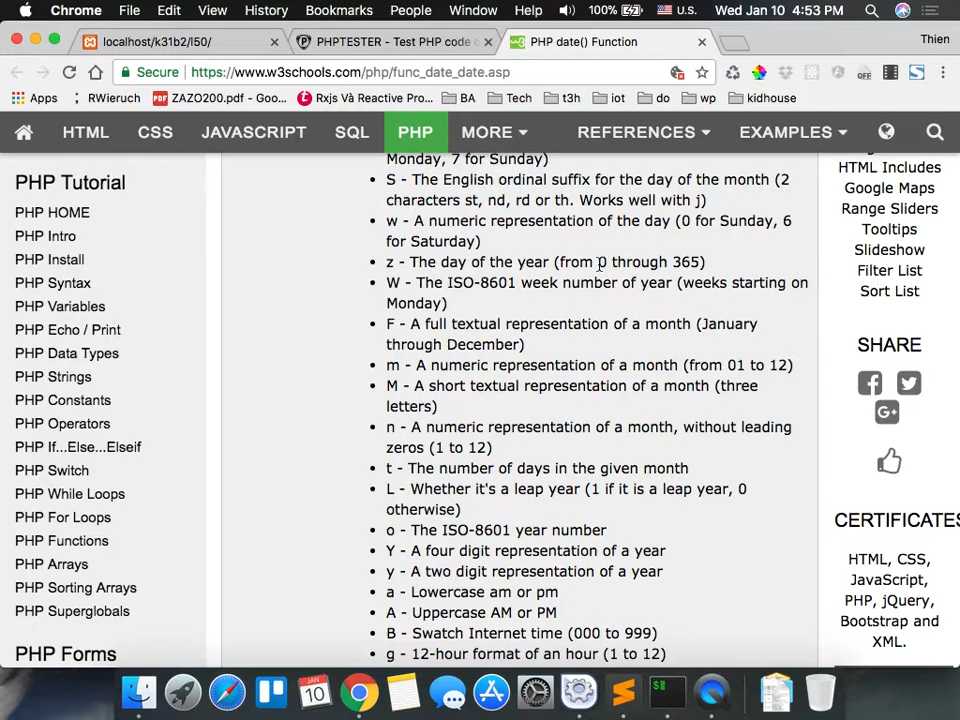 Chrome File Edit View History Bookmarks People Window Help 100% U.S. Wed Jan 10 4:53 PM
localhost/k31b2/l50/ PHPTESTER - Test PHP code PHP date() Function Thien
Secure https://www.w3schools.com/php/func_date_date.asp
Apps RWieruch PDF ZAZO200.pdf - Goo... Rxjs Và Reactive Pro... BA Tech t3h iot do wp kidhouse
HTML CSS JAVASCRIPT SQL PHP MORE REFERENCES EXAMPLES
PHP Tutorial
PHP HOME
PHP Intro
PHP Install
PHP Syntax
PHP Variables
PHP Echo / Print
PHP Data Types
PHP Strings
PHP Constants
PHP Operators
PHP If...Else...Elseif
PHP Switch
PHP While Loops
PHP For Loops
PHP Functions
PHP Arrays
PHP Sorting Arrays
PHP Superglobals
PHP Forms
Monday, 7 for Sunday)
• S - The English ordinal suffix for the day of the month (2
characters st, nd, rd or th. Works well with j)
• w - A numeric representation of the day (0 for Sunday, 6
for Saturday)
• z - The day of the year (from 0 through 365)
• W - The ISO-8601 week number of year (weeks starting on
Monday)
• F - A full textual representation of a month (January
through December)
• m - A numeric representation of a month (from 01 to 12)
• M - A short textual representation of a month (three
letters)
• n - A numeric representation of a month, without leading
zeros (1 to 12)
• t - The number of days in the given month
• L - Whether it's a leap year (1 if it is a leap year, 0
otherwise)
• o - The ISO-8601 year number
• Y - A four digit representation of a year
• y - A two digit representation of a year
• a - Lowercase am or pm
• A - Uppercase AM or PM
• B - Swatch Internet time (000 to 999)
• g - 12-hour format of an hour (1 to 12)
HTML Includes
Google Maps
Range Sliders
Tooltips
Slideshow
Filter List
Sort List
SHARE
G+
CERTIFICATES
HTML, CSS,
JavaScript,
PHP, jQuery,
Bootstrap and
XML.
JAN
10